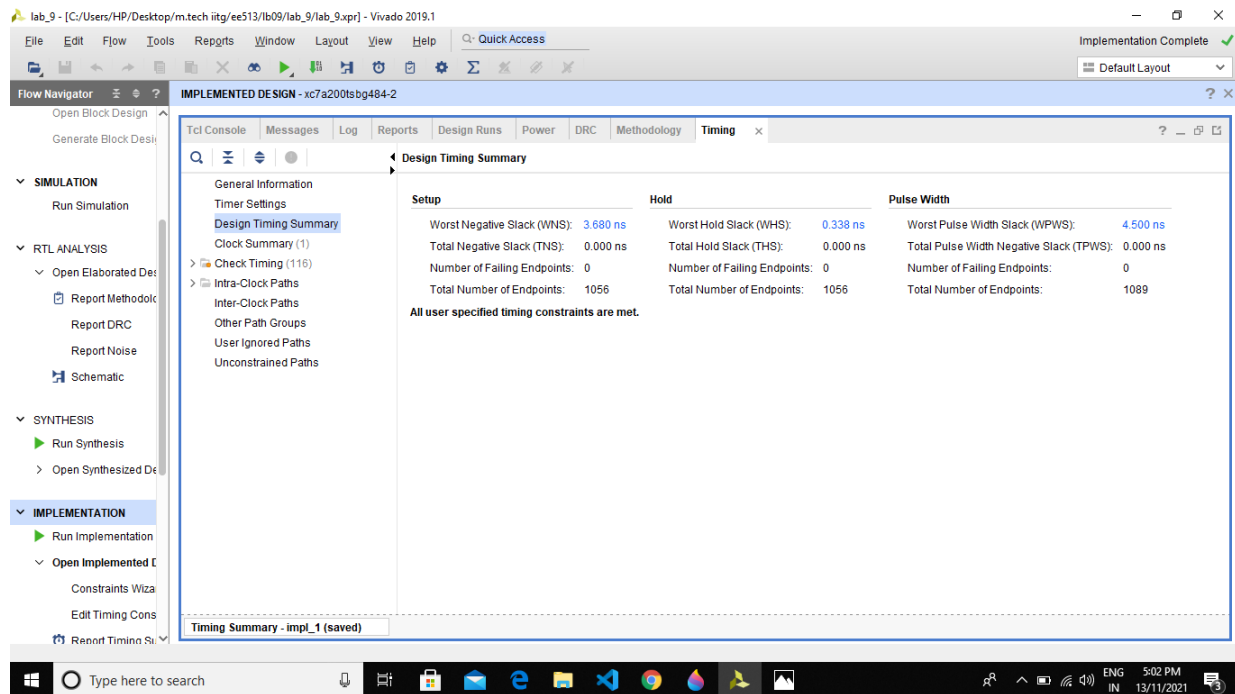 lab_9 - [C:/Users/HP/Desktop/m.tech iitg/ee513/lb09/lab_9/lab_9.xpr] - Vivado 2019.1
File Edit Flow Tools Reports Window Layout View Help Q- Quick Access Implementation Complete
Default Layout
Flow Navigator ?
IMPLEMENTED DESIGN - xc7a200tsbg484-2 ?
Open Block Design
Generate Block Desi
SIMULATION
Run Simulation
RTL ANALYSIS
Open Elaborated Des
Report Methodolo
Report DRC
Report Noise
Schematic
SYNTHESIS
Run Synthesis
Open Synthesized De
IMPLEMENTATION
Run Implementation
Open Implemented D
Constraints Wiza
Edit Timing Cons
Report Timing Su
Tcl Console Messages Log Reports Design Runs Power DRC Methodology Timing ?
General Information
Timer Settings
Design Timing Summary
Clock Summary (1)
Check Timing (116)
Intra-Clock Paths
Inter-Clock Paths
Other Path Groups
User Ignored Paths
Unconstrained Paths
Design Timing Summary
Setup Hold Pulse Width
Worst Negative Slack (WNS): 3.680 ns Worst Hold Slack (WHS): 0.338 ns Worst Pulse Width Slack (WPWS): 4.500 ns
Total Negative Slack (TNS): 0.000 ns Total Hold Slack (THS): 0.000 ns Total Pulse Width Negative Slack (TPWS): 0.000 ns
Number of Failing Endpoints: 0 Number of Failing Endpoints: 0 Number of Failing Endpoints: 0
Total Number of Endpoints: 1056 Total Number of Endpoints: 1056 Total Number of Endpoints: 1089
All user specified timing constraints are met.
Timing Summary - impl_1 (saved)
Type here to search
ENG 5:02 PM
IN 13/11/2021
3